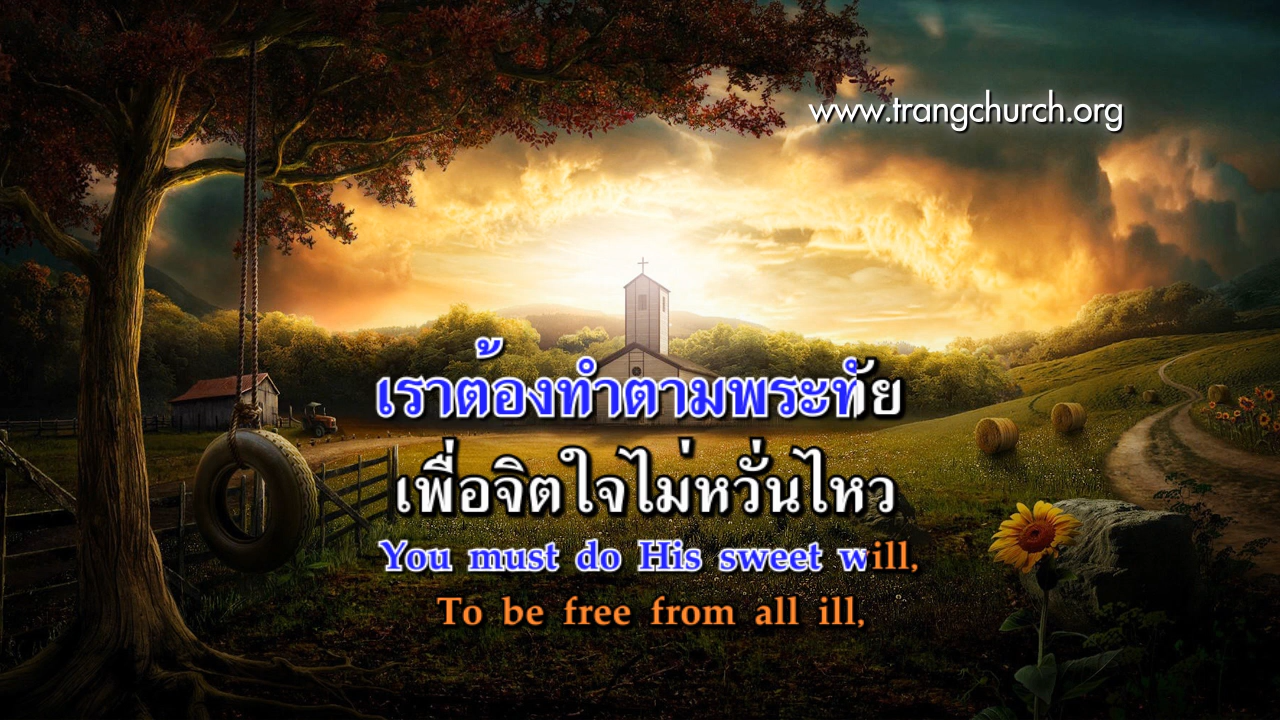 www.trangchurch.org
เราต้องทำตามพระทัย
เพื่อจิตใจไม่หวั่นไหว
You must do His sweet will,
To be free from all ill,